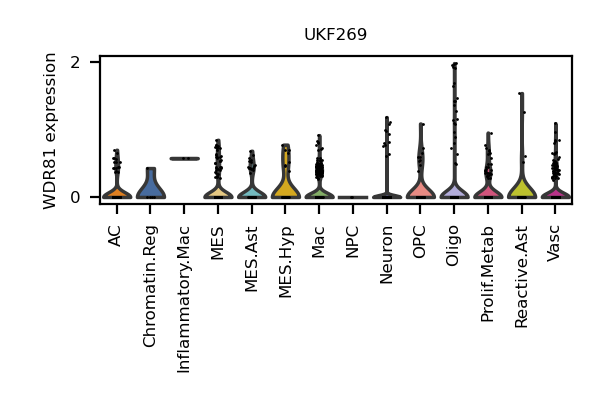 UKF269
WDR81 expression
2
0
AC
Chromatin.Reg
Inflammatory.Mac
MES
MES.Ast
MES.Hyp
Mac
NPC
Neuron
OPC
Oligo
Prolif.Metab
Reactive.Ast
Vasc